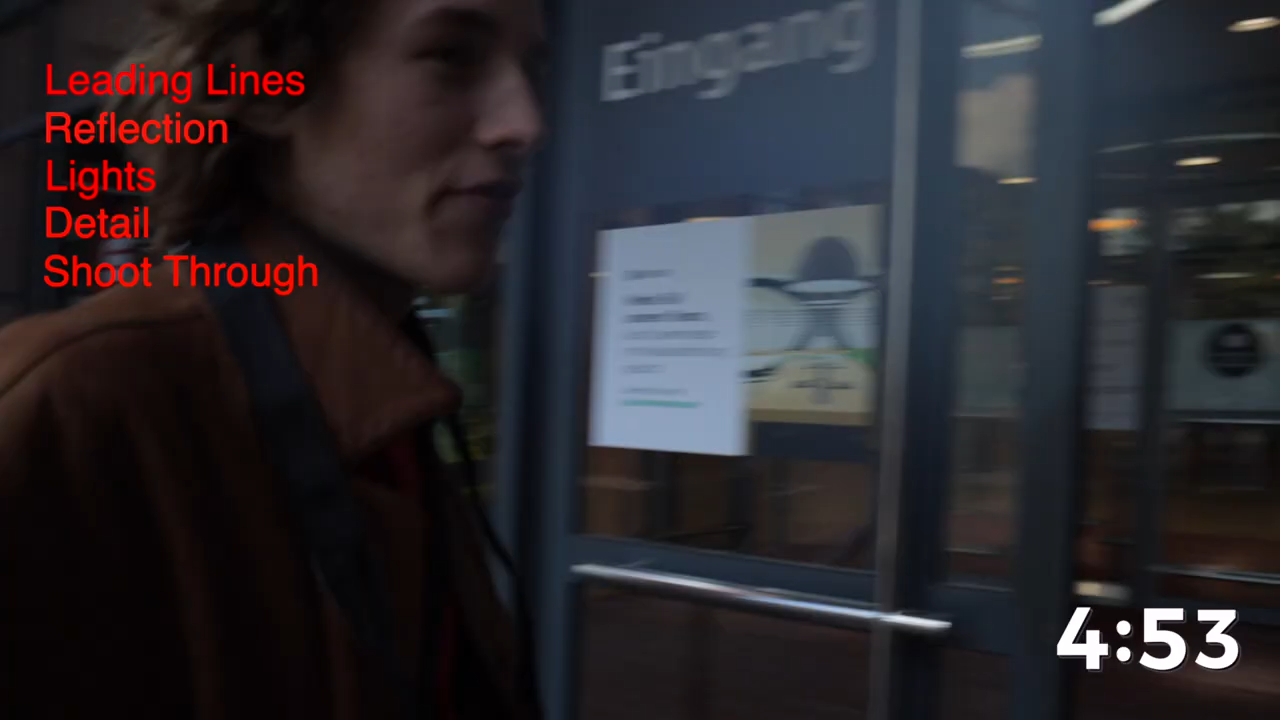 Leading Lines
Reflection
Lights
Detail
Shoot Through
Eingang
4:53